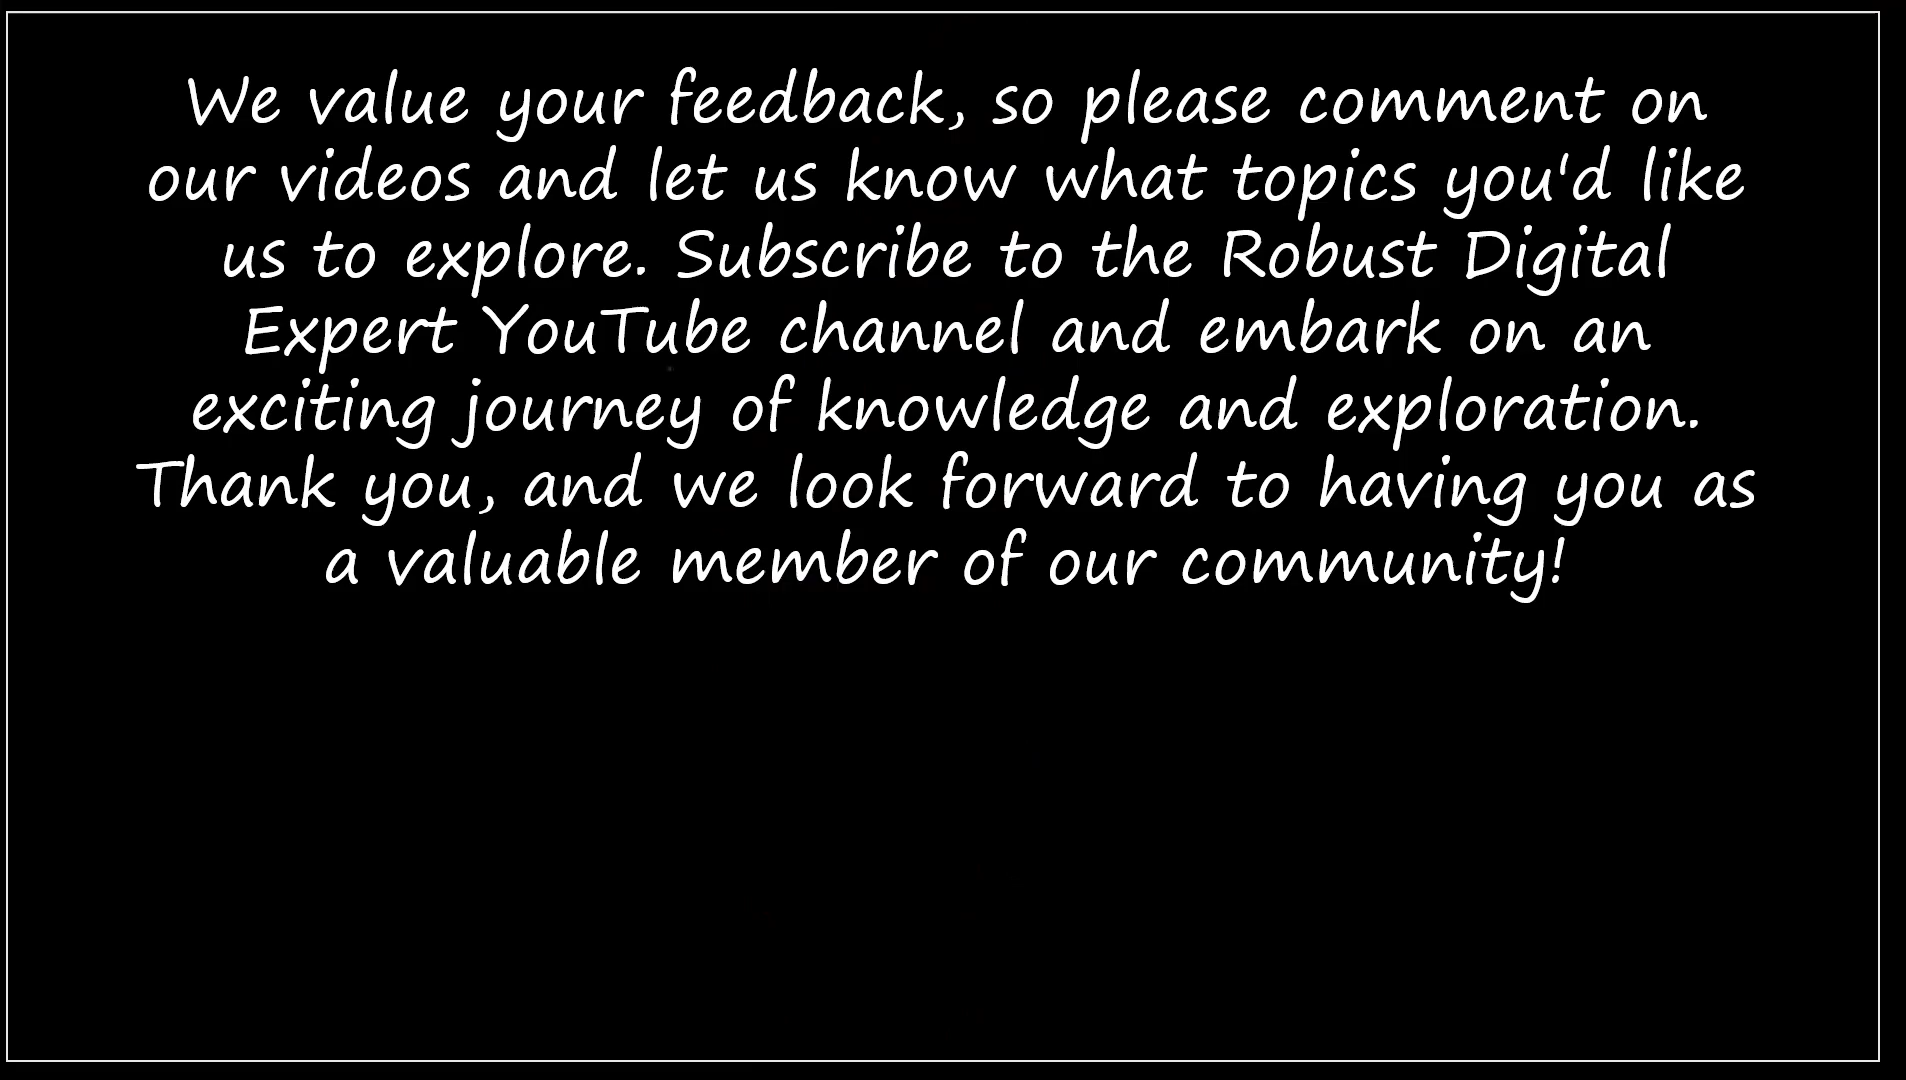 We value your feedback, so please comment on
our videos and let us know what topics you'd like
us to explore. Subscribe to the Robust Digital
Expert YouTube channel and embark on an
exciting journey of knowledge and exploration.
Thank you, and we look forward to having you as
a valuable member of our community!